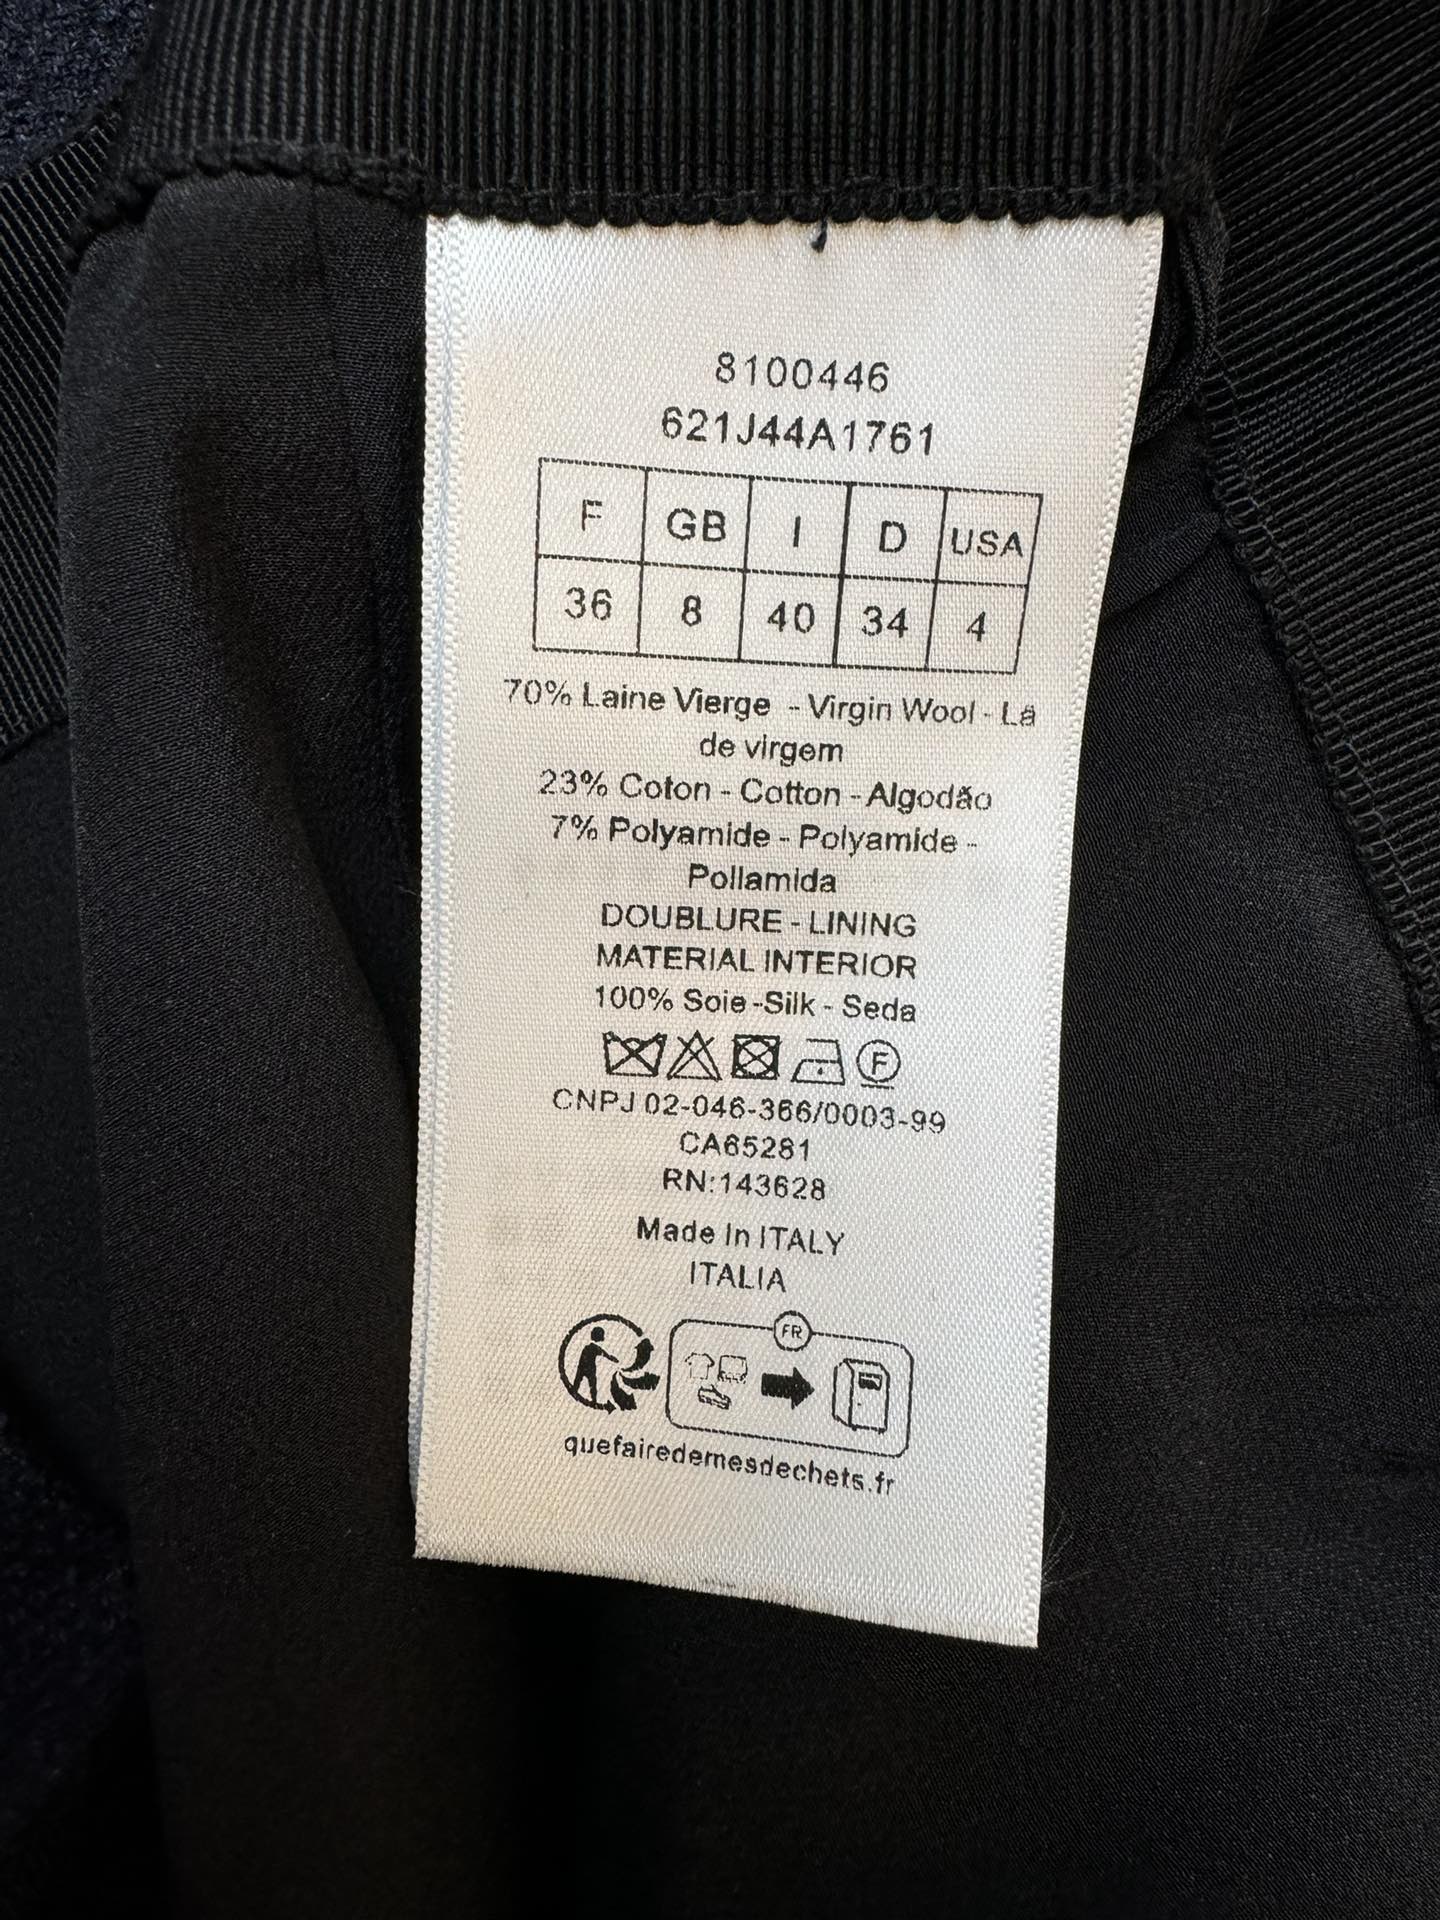 8100446
621J44A1761
F GB I D USA
36 8 40 34 4
70% Laine Vierge - Virgin Wool - Lã
de virgem
23% Coton - Cotton - Algodão
7% Polyamide - Polyamide -
Poliamida
DOUBLURE - LINING
MATERIAL INTERIOR
100% Soie -Silk - Seda
F
CNPJ 02-046-366/0003-99
CA65281
RN:143628
Made in ITALY
ITALIA
FR
quefairedemesdechets.fr